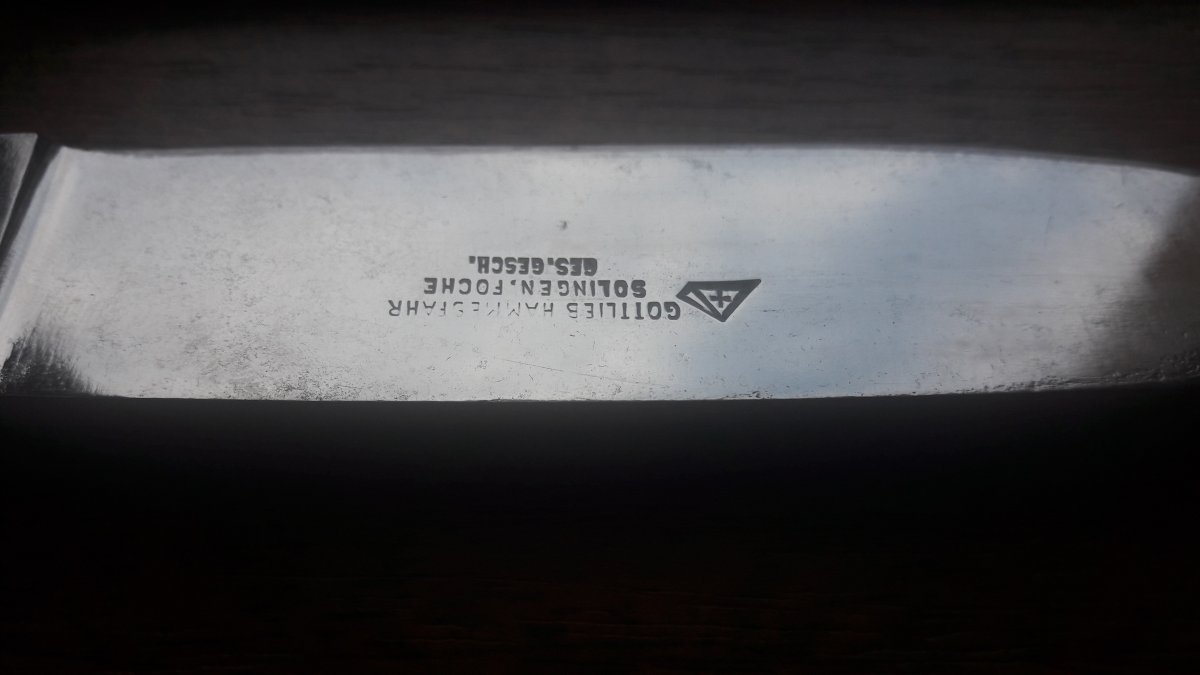 GOTTLIEB HAMMESFAHR
SOLINGEN. FOCHE
GES. GESCH.